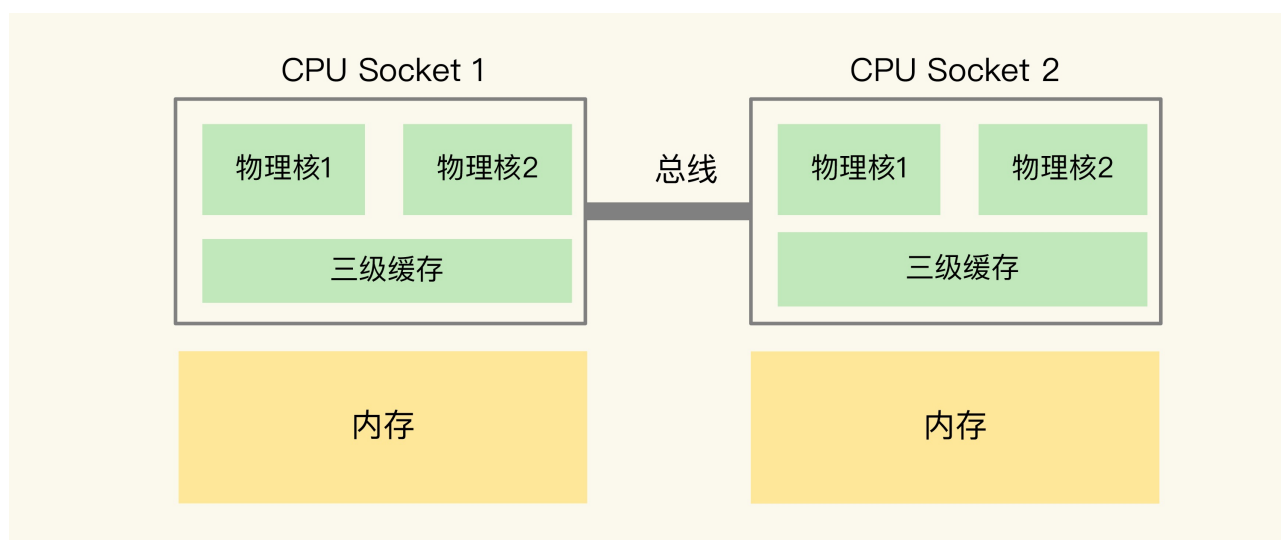 CPU Socket 1
CPU Socket 2
物理核1
物理核2
总线
物理核1
物理核2
三级缓存
三级缓存
内存
内存